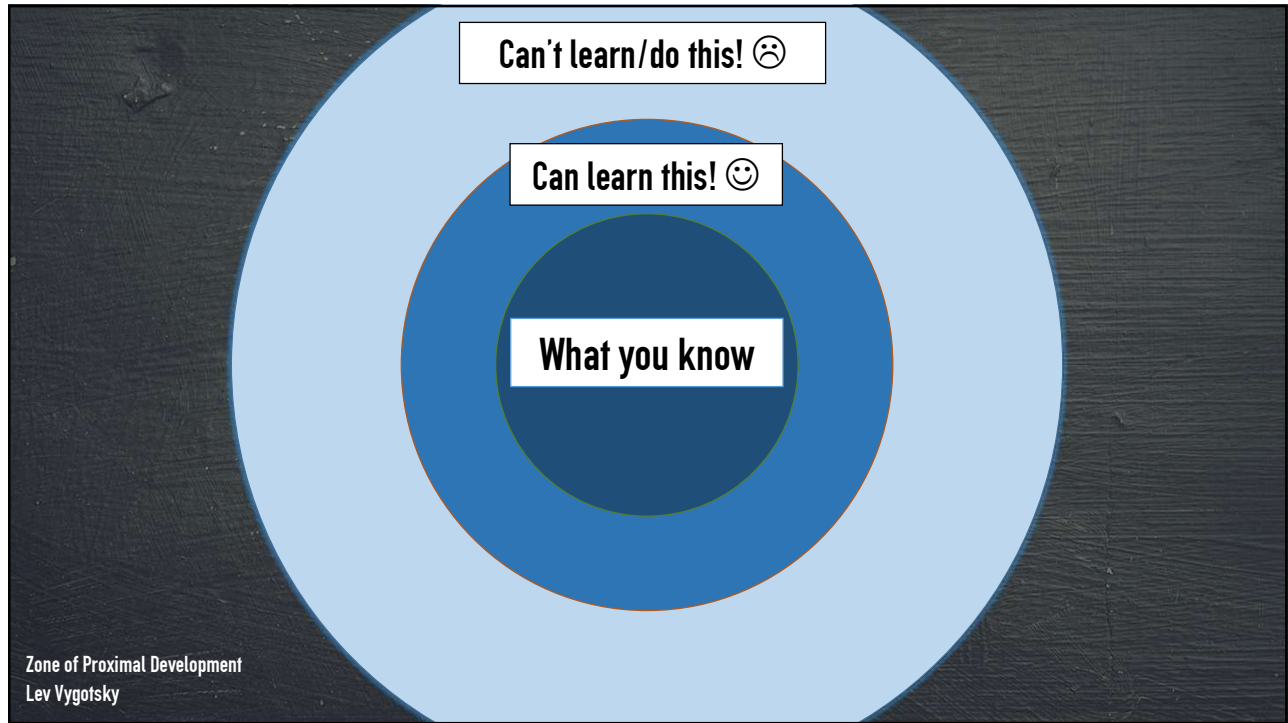 Can't learn/do this! ☹
Can learn this! ☺
What you know
Zone of Proximal Development
Lev Vygotsky